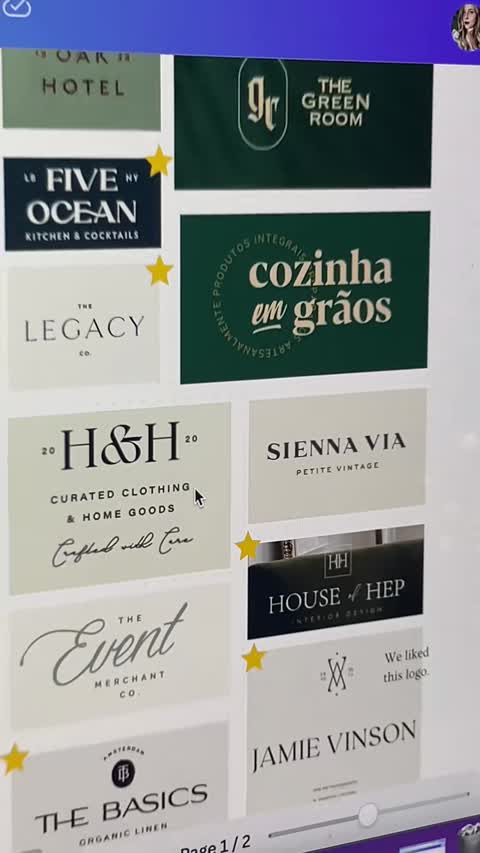 OAK
HOTEL
gr
THE
GREEN
ROOM
LB FIVE NY
OCEAN
KITCHEN & COCKTAILS
PRODUTOS INTEGRAIS
ARTESANALMENTE
cozinha
em grãos
THE
LEGACY
CO.
20 H&H 20
CURATED CLOTHING
& HOME GOODS
Crafted with Care
SIENNA VIA
PETITE VINTAGE
HH
HOUSE of HEP
INTERIOR DESIGN
THE
Event
MERCHANT
CO.
We liked
this logo.
JAMIE VINSON
AMSTERDAM
TB
THE BASICS
ORGANIC LINEN
Page 1 / 2